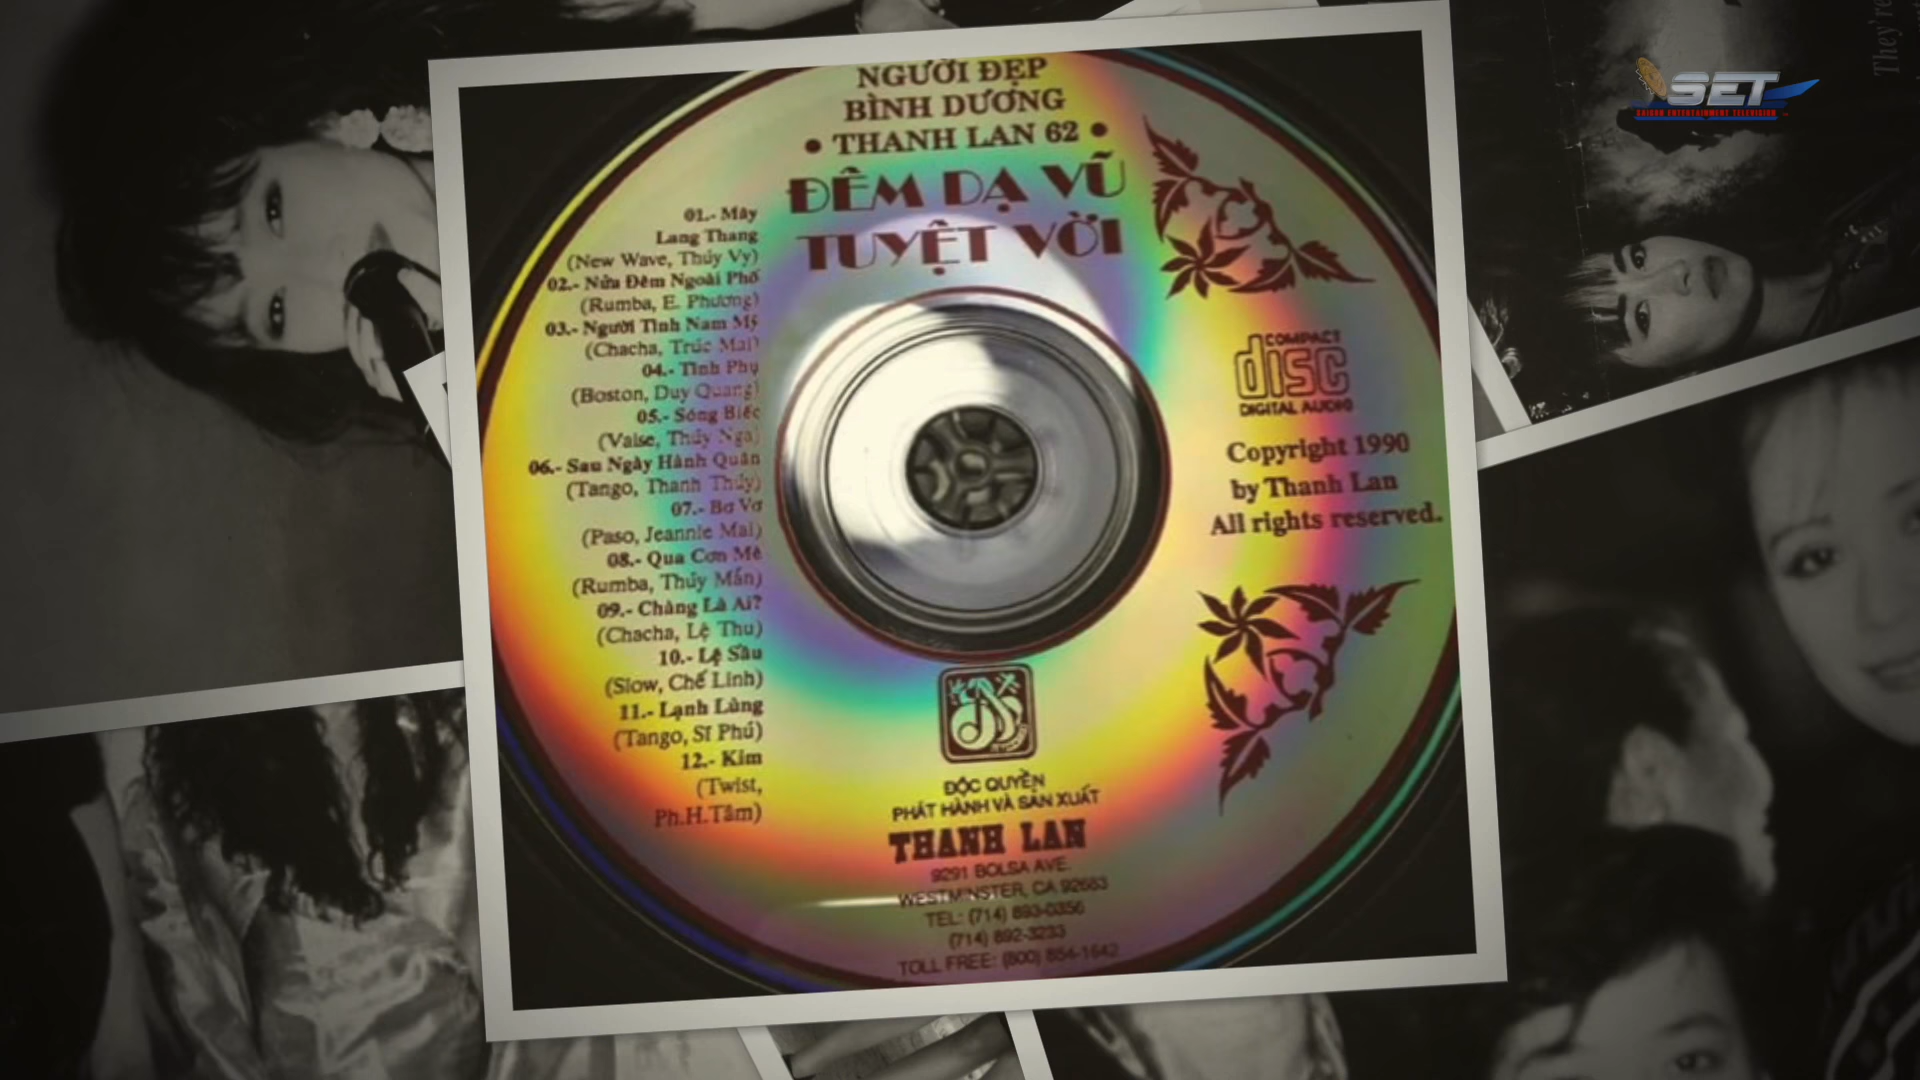 NGƯỜI ĐẸP
BÌNH DƯƠNG
• THANH LAN 62 •
ĐÊM DẠ VŨ
TUYỆT VỜI
01.- Mây
Lang Thang
(New Wave, Thúy Vy)
02.- Nửa Đêm Ngoài Phố
(Rumba, E. Phương)
03.- Người Tình Nam Mỹ
(Chacha, Trúc Mai)
04.- Tình Phụ
(Boston, Duy Quang)
05.- Sóng Biếc
(Valse, Thúy Nga)
06.- Sau Ngày Hành Quân
(Tango, Thanh Thúy)
07.- Bơ Vơ
(Paso, Jeannie Mai)
08.- Qua Cơn Mê
(Rumba, Thúy Mẩn)
09.- Chàng Là Ai?
(Chacha, Lệ Thu)
10.- Lệ Sầu
(Slow, Chế Linh)
11.- Lạnh Lùng
(Tango, Sĩ Phú)
12.- Kim
(Twist,
Ph.H.Tâm)
COMPACT
disc
DIGITAL AUDIO
Copyright 1990
by Thanh Lan
All rights reserved.
ĐỘC QUYỀN
PHÁT HÀNH VÀ SẢN XUẤT
THANH LAN
9291 BOLSA AVE.
WESTMINSTER, CA 92683
TEL: (714) 893-0356
(714) 892-3233
TOLL FREE: (800) 854-1642
SET
SAIGON ENTERTAINMENT TELEVISION
They're